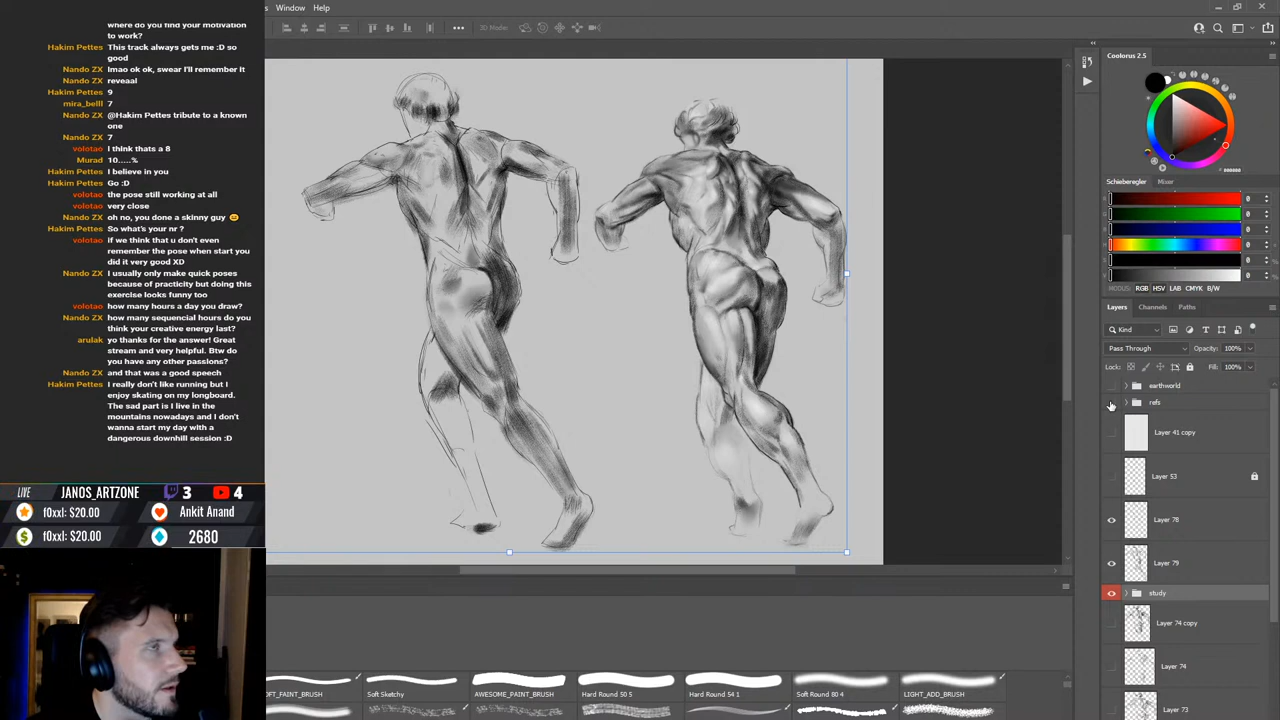 where do you find your motivation
to work?
Hakim Pettes This track always gets me :D so
good
Nando ZX lmao ok ok, swear I'll remember it
Nando ZX reveaal
Hakim Pettes 9
mira_belll 7
Nando ZX @Hakim Pettes tribute to a known
one
Nando ZX 7
volotao I think thats a 8
Murad 10.....%
Hakim Pettes I believe in you
Hakim Pettes Go :D
volotao the pose still working at all
volotao very close
Nando ZX oh no, you done a skinny guy
Hakim Pettes So what's your nr ?
volotao if we think that u don't even
remember the pose when start you
did it very good XD
Nando ZX I usually only make quick poses
because of practicity but doing this
exercise looks funny too
volotao how many hours a day you draw?
Nando ZX how many sequencial hours do you
think your creative energy last?
arulak yo thanks for the answer! Great
stream and very helpful. Btw do
you have any other passions?
Nando ZX and that was a good speech
Hakim Pettes I really don't like running but I
enjoy skating on my longboard.
The sad part is I live in the
mountains nowadays and I don't
wanna start my day with a
dangerous downhill session :D
LIVE JANOS_ARTZONE 3 4
f0xxl: $20.00 Ankit Anand
f0xxl: $20.00 2680
Window Help
3D Mode:
Coolorus 2.5
Schieberegler Mixer
0
0
0
0
0
0
MODUS: RGB HSV LAB B/W
Layers Channels Paths
Kind
Pass Through Opacity: 100%
Lock: Fill: 100%
earthworld
refs
Layer 41 copy
Layer 53
Layer 78
Layer 79
study
Layer 74 copy
Layer 74
Layer 73
OFT_FAINT_BRUSH Soft Sketchy AWESOME_PAINT_BRUSH Hard Round 50 5 Hard Round 54 1 Soft Round 80 4 LIGHT_ADD_BRUSH